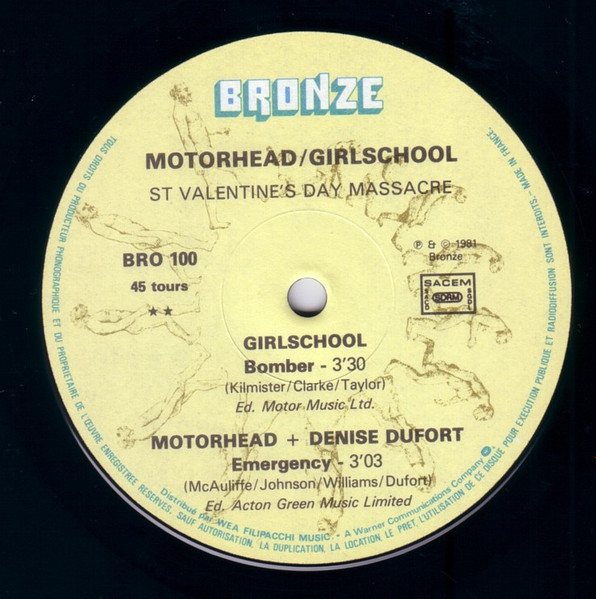 BRONZE
MOTORHEAD/GIRLSCHOOL
ST VALENTINE'S DAY MASSACRE
BRO 100
45 tours
★★
℗ & © 1981
Bronze
SACEM
SACD SDRM SGDL
GIRLSCHOOL
Bomber - 3'30
(Kilmister/Clarke/Taylor)
Ed. Motor Music Ltd.
MOTORHEAD + DENISE DUFORT
Emergency - 3'03
(McAuliffe/Johnson/Williams/Dufort)
Ed. Acton Green Music Limited
Distribué par WEA FILIPACCHI MUSIC - A Warner Communications Company
TOUS DROITS DU PRODUCTEUR PHONOGRAPHIQUE ET DU PROPRIETAIRE DE L'ŒUVRE ENREGISTREE RESERVES. SAUF AUTORISATION, LA DUPLICATION, LA LOCATION, LE PRET, L'UTILISATION DE CE DISQUE POUR EXECUTION PUBLIQUE ET RADIODIFFUSION SONT INTERDITS. - MADE IN FRANCE.